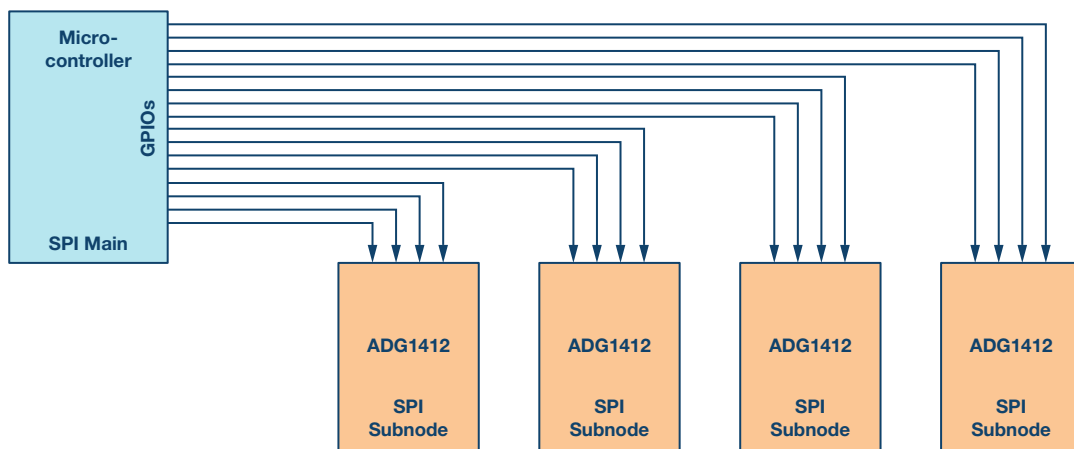 Micro-
controller
GPIOs
SPI Main
ADG1412
SPI
Subnode
ADG1412
SPI
Subnode
ADG1412
SPI
Subnode
ADG1412
SPI
Subnode